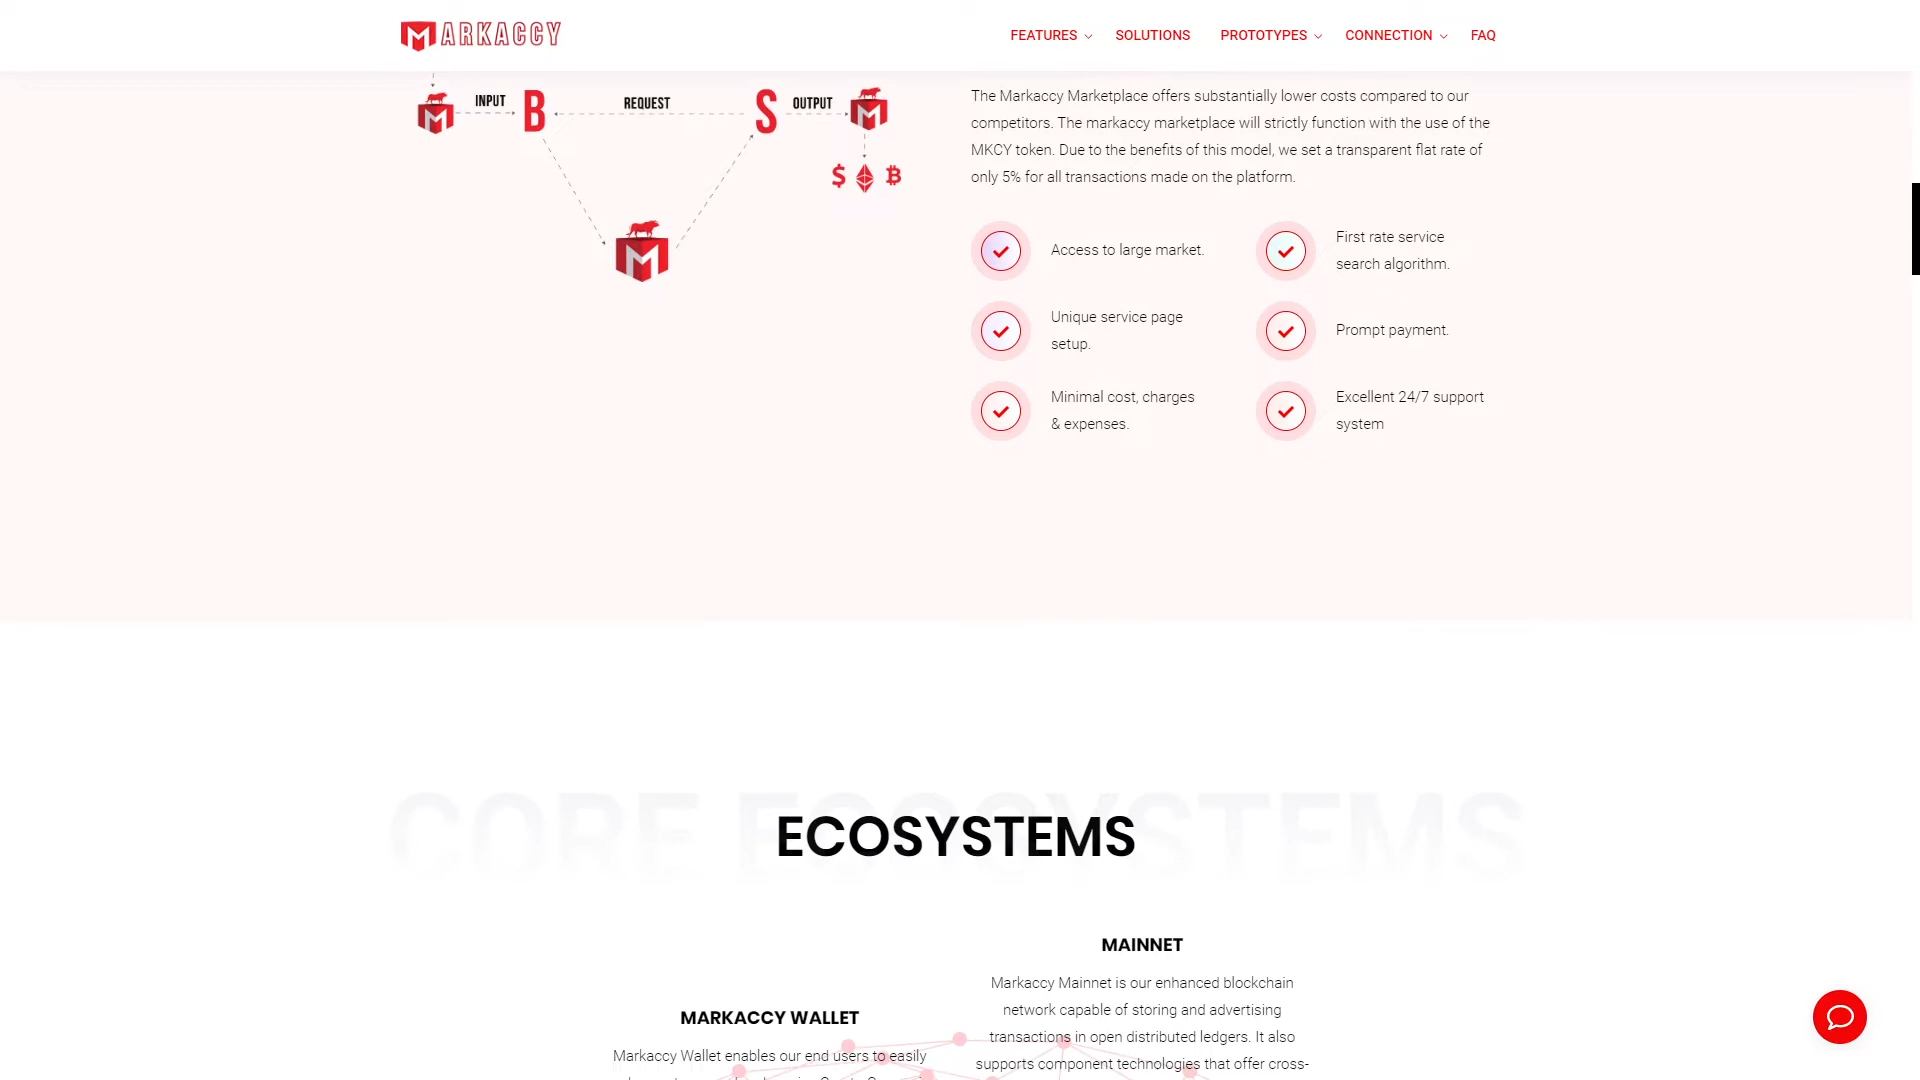 MARKACCY
FEATURES
SOLUTIONS
PROTOTYPES
CONNECTION
FAQ
INPUT
B
REQUEST
S
OUTPUT
M
M
$
M
The Markaccy Marketplace offers substantially lower costs compared to our
competitors. The markaccy marketplace will strictly function with the use of the
MKCY token. Due to the benefits of this model, we set a transparent flat rate of
only 5% for all transactions made on the platform.
Access to large market.
First rate service
search algorithm.
Unique service page
setup.
Prompt payment.
Minimal cost, charges
& expenses.
Excellent 24/7 support
system
CORE ECOSYSTEMS
ECOSYSTEMS
MAINNET
Markaccy Mainnet is our enhanced blockchain
network capable of storing and advertising
transactions in open distributed ledgers. It also
supports component technologies that offer cross-
MARKACCY WALLET
Markaccy Wallet enables our end users to easily